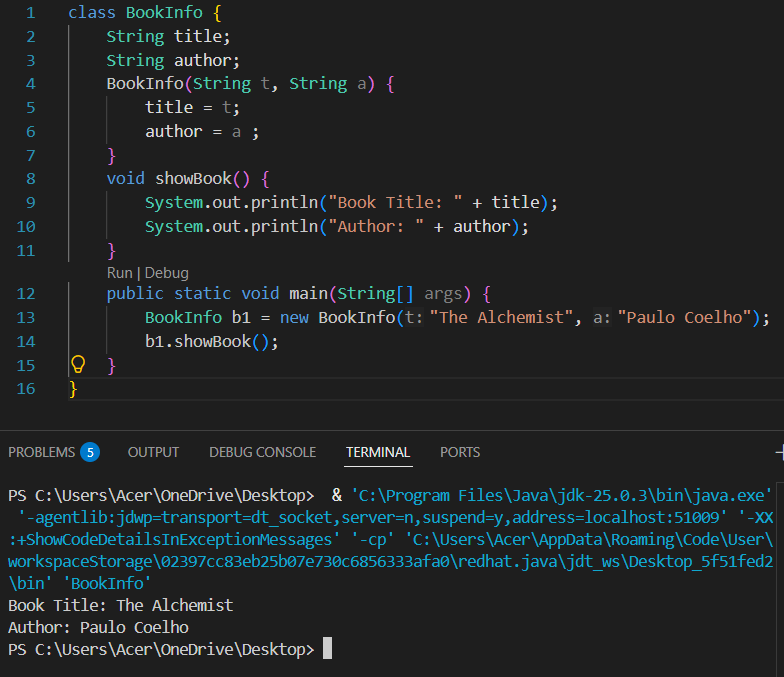 1 class BookInfo {
2 String title;
3 String author;
4 BookInfo(String t, String a) {
5 title = t;
6 author = a ;
7 }
8 void showBook() {
9 System.out.println("Book Title: " + title);
10 System.out.println("Author: " + author);
11 }
Run | Debug
12 public static void main(String[] args) {
13 BookInfo b1 = new BookInfo(t: "The Alchemist", a: "Paulo Coelho");
14 b1.showBook();
15 }
16 }
PROBLEMS 5 OUTPUT DEBUG CONSOLE TERMINAL PORTS
PS C:\Users\Acer\OneDrive\Desktop>  & 'C:\Program Files\Java\jdk-25.0.3\bin\java.exe'
'-agentlib:jdwp=transport=dt_socket,server=n,suspend=y,address=localhost:51009' '-XX
:+ShowCodeDetailsInExceptionMessages' '-cp' 'C:\Users\Acer\AppData\Roaming\Code\User\
workspaceStorage\02397cc83eb25b07e730c6856333afa0\redhat.java\jdt_ws\Desktop_5f51fed2
\bin' 'BookInfo'
Book Title: The Alchemist
Author: Paulo Coelho
PS C:\Users\Acer\OneDrive\Desktop>